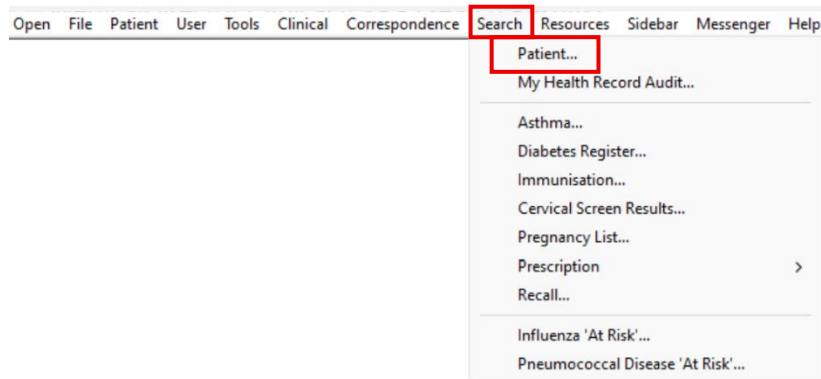 Open File Patient User Tools Clinical Correspondence Search Resources Sidebar Messenger Help
Patient...
My Health Record Audit...
Asthma...
Diabetes Register...
Immunisation...
Cervical Screen Results...
Pregnancy List...
Prescription >
Recall...
Influenza 'At Risk'...
Pneumococcal Disease 'At Risk'...